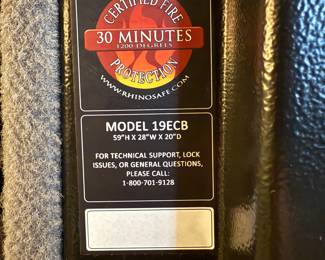 CERTIFIED FIRE
30 MINUTES
1200 DEGREES
PROTECTION
WWW.RHINOSAFE.COM
MODEL 19ECB
59"H X 28"W X 20"D
FOR TECHNICAL SUPPORT, LOCK
ISSUES, OR GENERAL QUESTIONS,
PLEASE CALL:
1-800-701-9128